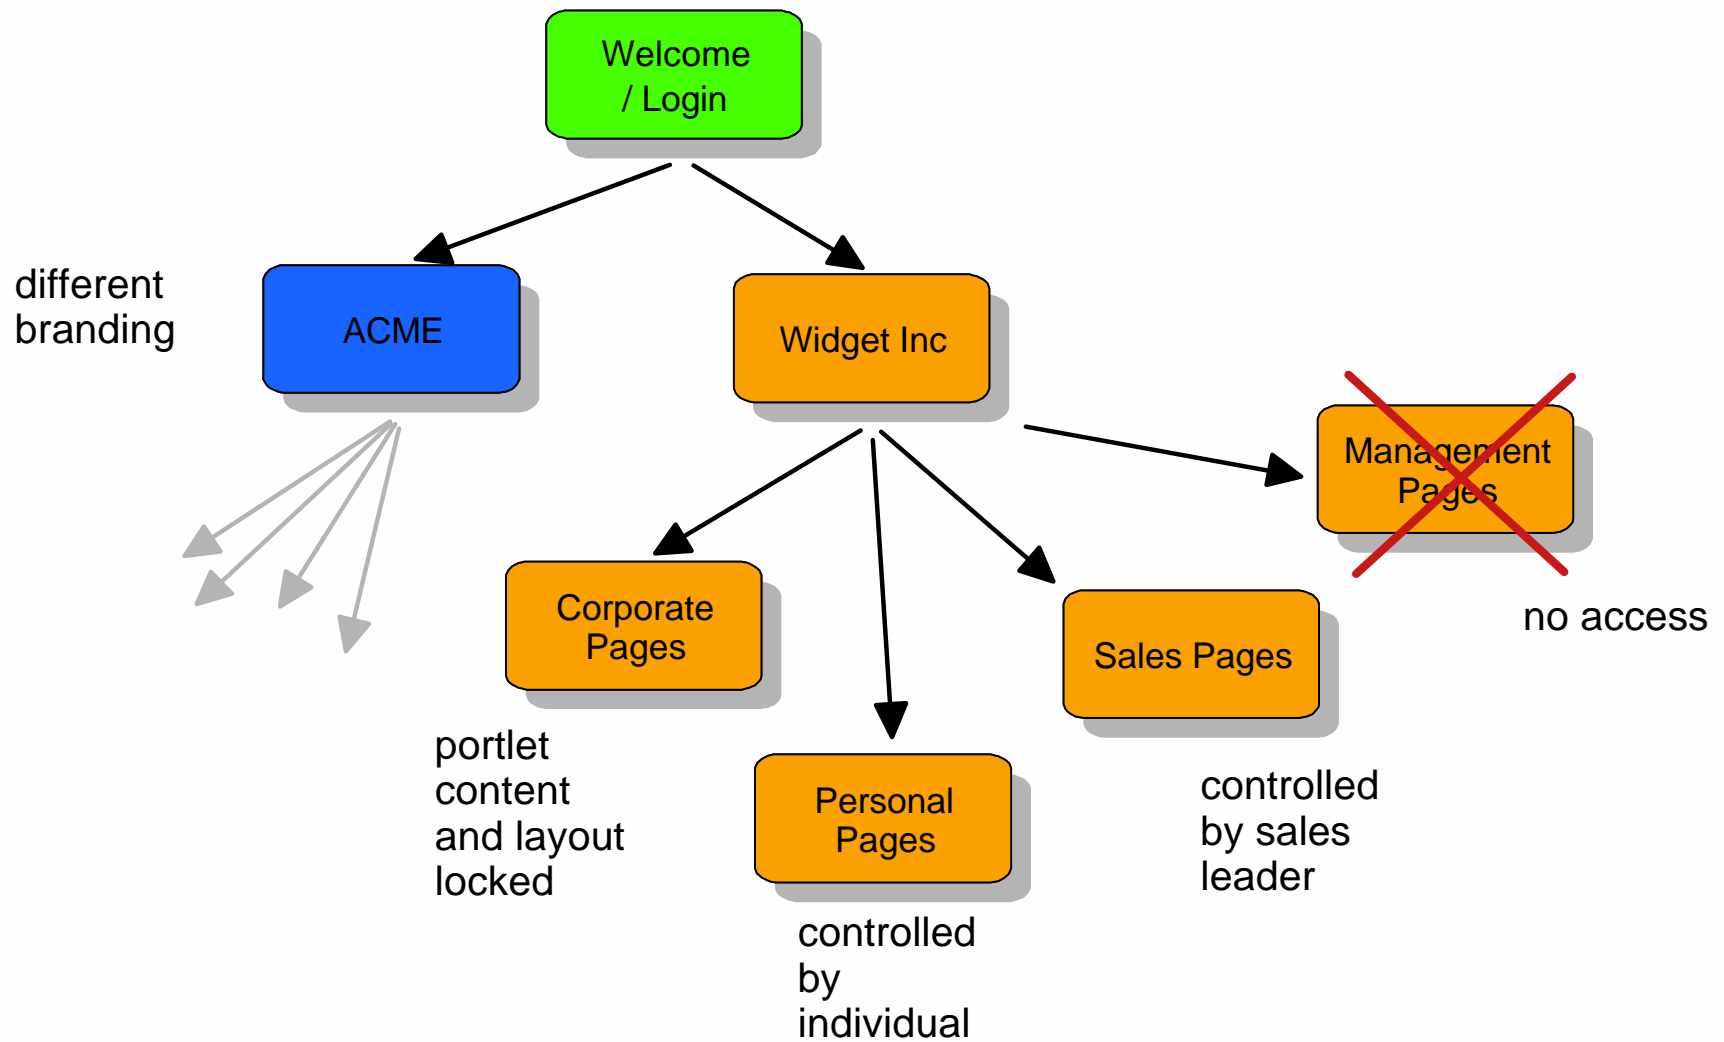 Welcome
/ Login
different
branding
ACME
Widget Inc
Management
Pages
no access
Corporate
Pages
Sales Pages
portlet
content
and layout
locked
Personal
Pages
controlled
by sales
leader
controlled
by
individual